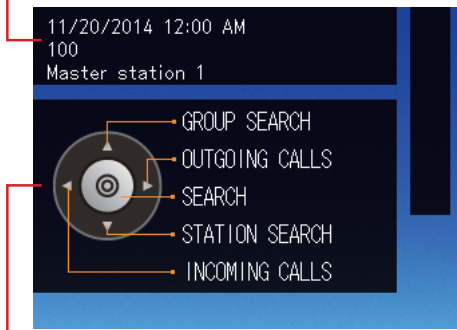 11/20/2014 12:00 AM
100
Master station 1
GROUP SEARCH
OUTGOING CALLS
SEARCH
STATION SEARCH
INCOMING CALLS